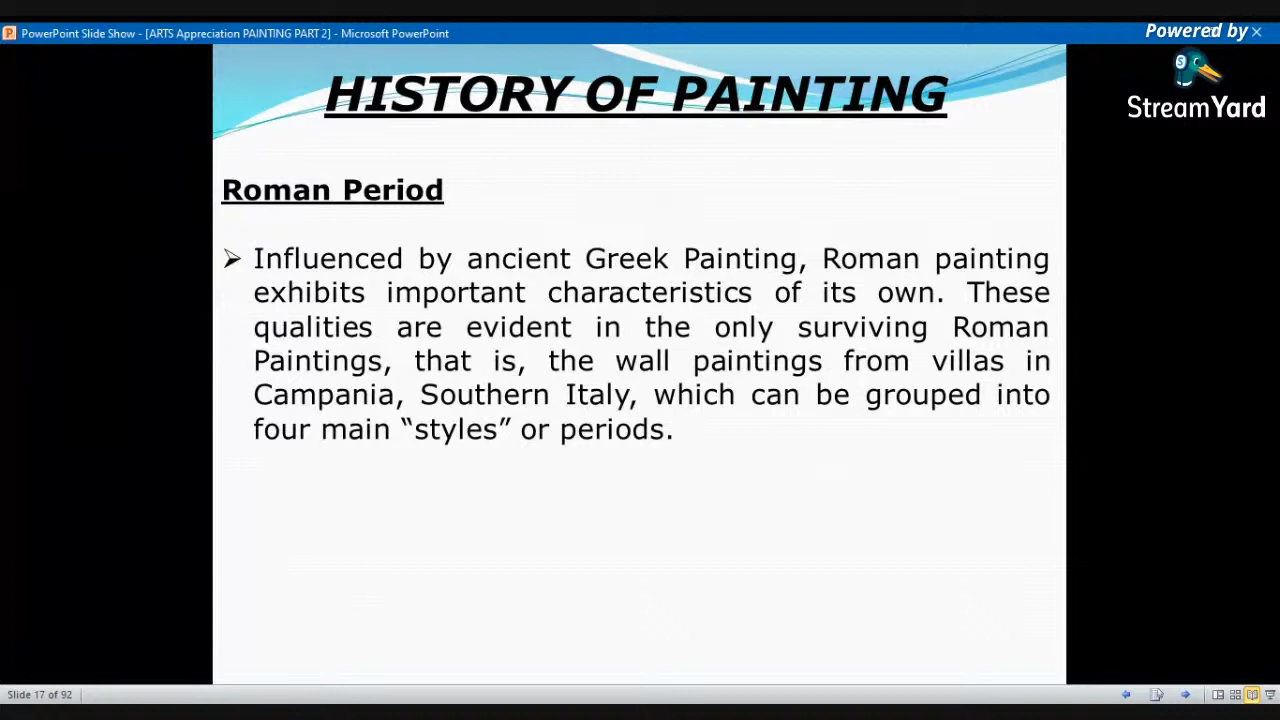 PowerPoint Slide Show - [ARTS Appreciation PAINTING PART 2] - Microsoft PowerPoint
Powered by
StreamYard
HISTORY OF PAINTING
Roman Period
➢ Influenced by ancient Greek Painting, Roman painting
exhibits important characteristics of its own. These
qualities are evident in the only surviving Roman
Paintings, that is, the wall paintings from villas in
Campania, Southern Italy, which can be grouped into
four main “styles” or periods.
Slide 17 of 92